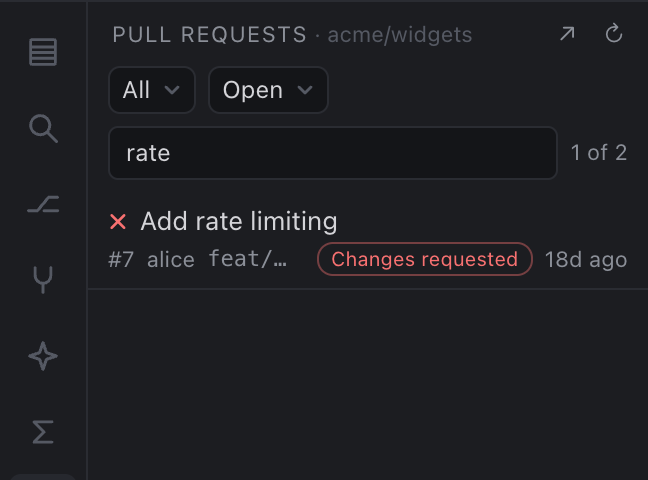 PULL REQUESTS · acme/widgets
All Open
rate 1 of 2
Add rate limiting
#7 alice feat/… Changes requested 18d ago